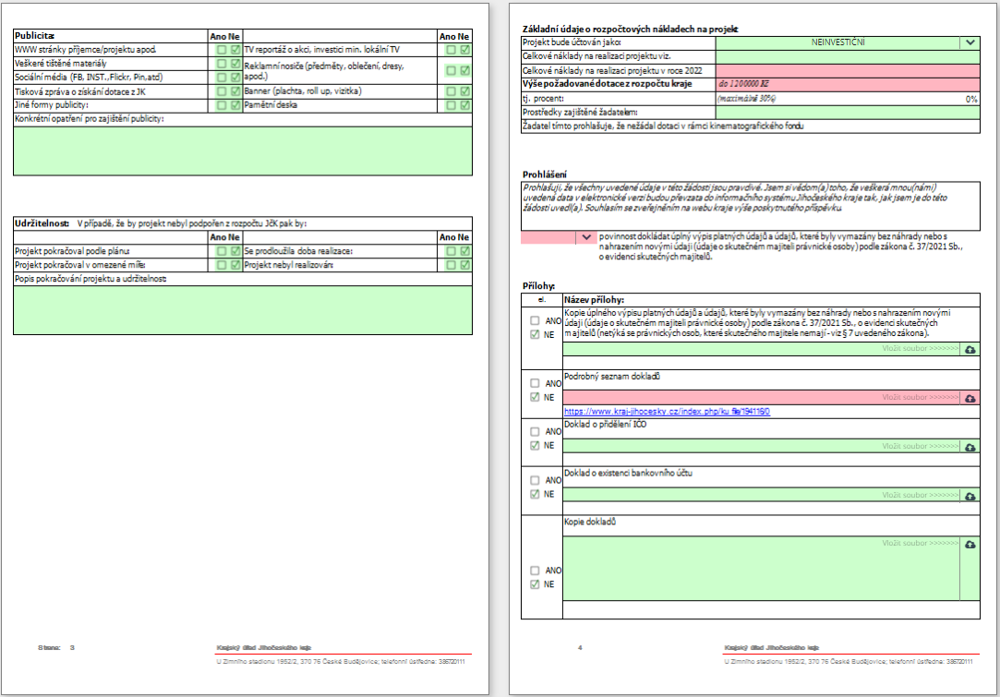 Publicita:
Ano Ne
Ano Ne
WWW stránky příjemce/projektu apod.
TV reportáž o akci, investici min. lokální TV
Veškeré tištěné materiály
Sociální média (FB, INST.,Flickr, Pin,atd)
Reklamní nosiče (předměty, oblečení, dresy,
apod.)
Tisková zpráva o získání dotace z JK
Banner (plachta, roll up, vizitka)
Jiné formy publicity:
Pamětní deska
Konkrétní opatření pro zajištění publicity:
Udržitelnost: V případě, že by projekt nebyl podpořen z rozpočtu JčK pak by:
Ano Ne
Ano Ne
Projekt pokračoval podle plánu:
Se prodloužila doba realizace:
Projekt pokračoval v omezené míře:
Projekt nebyl realizován:
Popis pokračování projektu a udržitelnost:
Strana: 3
Krajský úřad Jihočeského kraje
U Zimního stadionu 1952/2, 370 76 České Budějovice; telefonní ústředna: 386720111
Základní údaje o rozpočtových nákladech na projekt
Projekt bude účtován jako:
NEINVESTIČNÍ
Celkové náklady na realizaci projektu viz.
Celkové náklady na realizaci projektu v roce 2022
Výše požadované dotace z rozpočtu kraje
do 1 200 000 Kč
tj. procent:
(maximálně 30%)
0%
Prostředky zajištěné žadatelem:
Žadatel tímto prohlašuje, že nežádal dotaci v rámci kinematografického fondu
Prohlášení
Prohlašuji, že všechny uvedené údaje v této žádosti jsou pravdivé. Jsem si vědom(a) toho, že veškerá mnou(námi)
uvedená data v elektronické verzi budou převzata do informačního systému Jihočeského kraje tak, jak jsem je do této
žádosti uvedl(a). Souhlasím se zveřejněním na webu kraje výše poskytnutého příspěvku.
povinnost dokládat úplný výpis platných údajů a údajů, které byly vymazány bez náhrady nebo s
nahrazením novými údaji (údaje o skutečném majiteli právnické osoby) podle zákona č. 37/2021 Sb.,
o evidenci skutečných majitelů.
Přílohy:
el.
Název přílohy:
ANO
NE
Kopie úplného výpisu platných údajů a údajů, které byly vymazány bez náhrady nebo s nahrazením novými
údaji (údaje o skutečném majiteli právnické osoby) podle zákona č. 37/2021 Sb., o evidenci skutečných
majitelů (netýká se právnických osob, které skutečného majitele nemají - viz § 7 uvedeného zákona).
Vložit soubor >>>>>>>
Podrobný seznam dokladů
ANO
NE
Vložit soubor >>>>>>>
https://www.kraj-jihocesky.cz/index.php/ku_file/194116/0
Doklad o přidělení IČO
ANO
NE
Vložit soubor >>>>>>>
Doklad o existenci bankovního účtu
ANO
NE
Vložit soubor >>>>>>>
Kopie dokladů
Vložit soubor >>>>>>>
ANO
NE
4
Krajský úřad Jihočeského kraje
U Zimního stadionu 1952/2, 370 76 České Budějovice; telefonní ústředna: 386720111